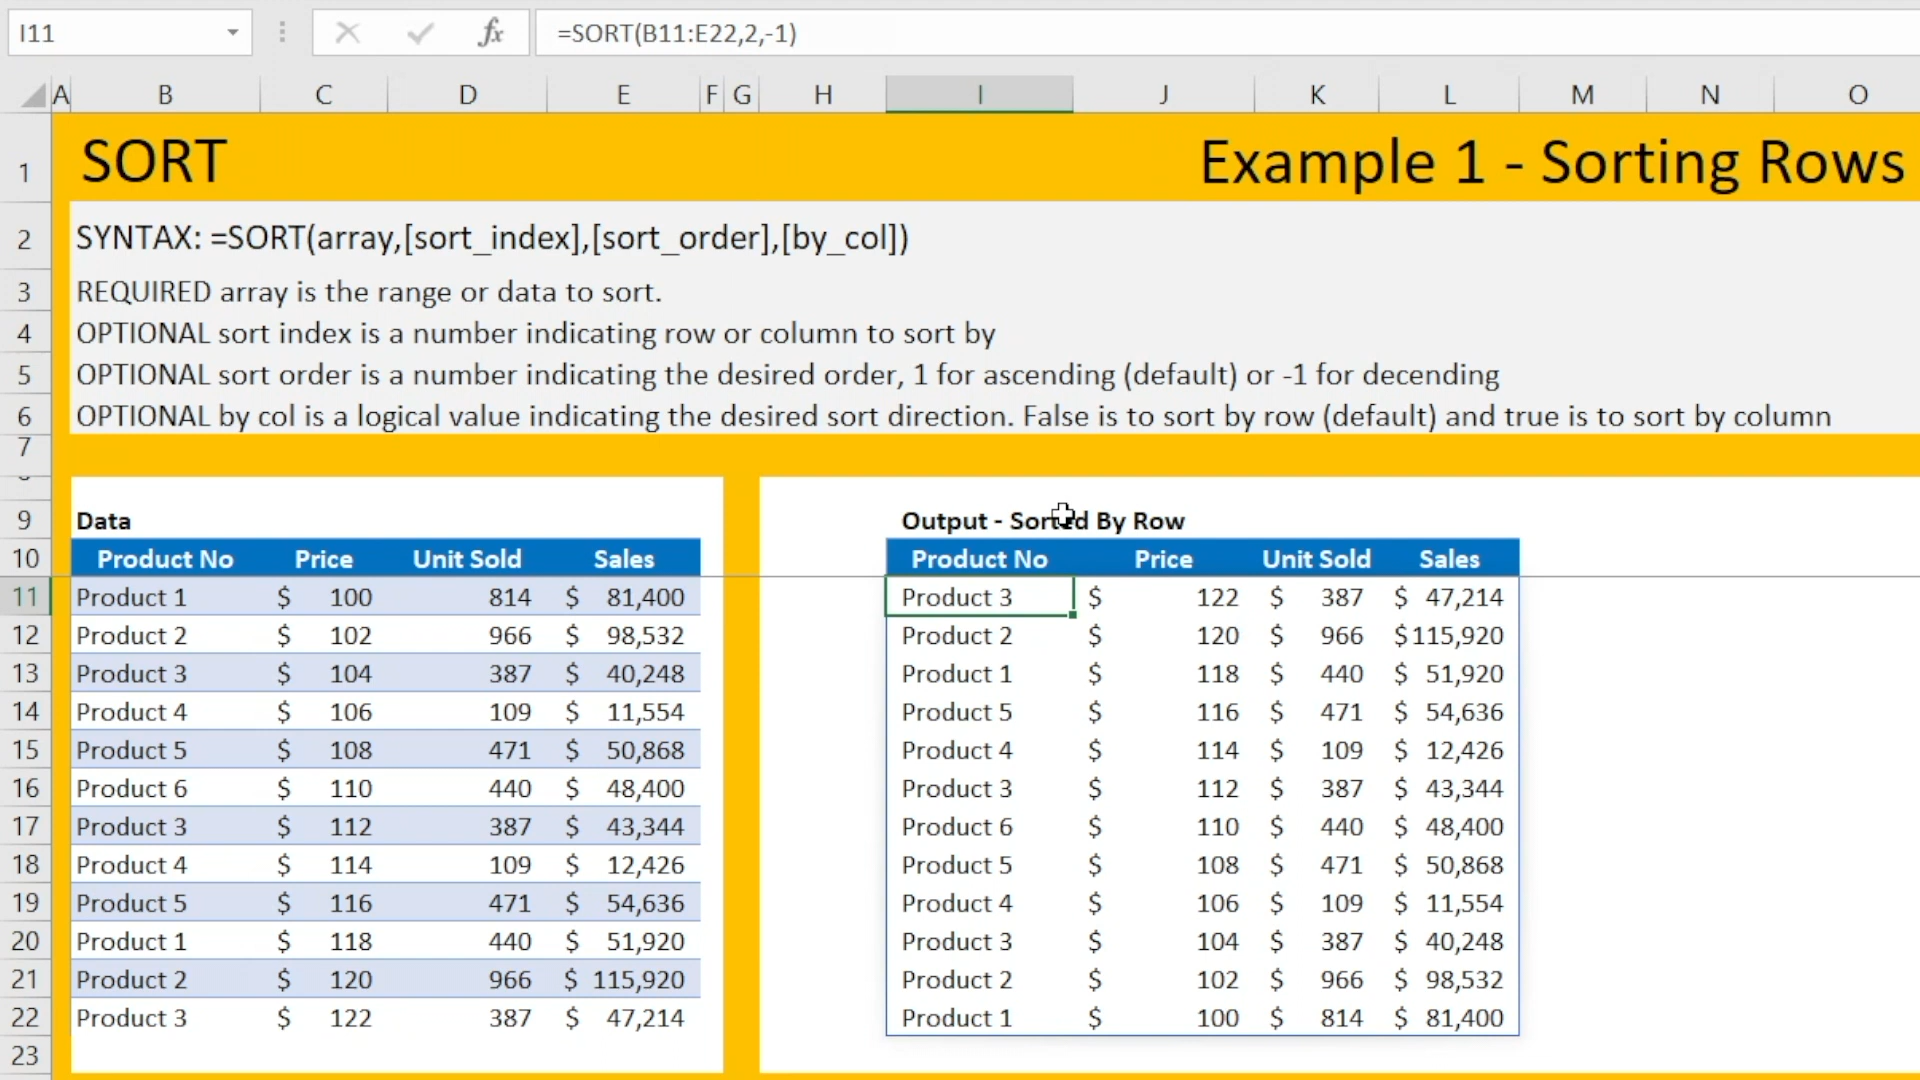 I11
fx
=SORT(B11:E22,2,-1)
A B C D E F G H I J K L M N O
1 SORT Example 1 - Sorting Rows
2 SYNTAX: =SORT(array,[sort_index],[sort_order],[by_col])
3 REQUIRED array is the range or data to sort.
4 OPTIONAL sort index is a number indicating row or column to sort by
5 OPTIONAL sort order is a number indicating the desired order, 1 for ascending (default) or -1 for decending
6 OPTIONAL by col is a logical value indicating the desired sort direction. False is to sort by row (default) and true is to sort by column
7
9 Data Output - Sorted By Row
10 Product No Price Unit Sold Sales Product No Price Unit Sold Sales
11 Product 1 $ 100 814 $ 81,400 Product 3 $ 122 $ 387 $ 47,214
12 Product 2 $ 102 966 $ 98,532 Product 2 $ 120 $ 966 $115,920
13 Product 3 $ 104 387 $ 40,248 Product 1 $ 118 $ 440 $ 51,920
14 Product 4 $ 106 109 $ 11,554 Product 5 $ 116 $ 471 $ 54,636
15 Product 5 $ 108 471 $ 50,868 Product 4 $ 114 $ 109 $ 12,426
16 Product 6 $ 110 440 $ 48,400 Product 3 $ 112 $ 387 $ 43,344
17 Product 3 $ 112 387 $ 43,344 Product 6 $ 110 $ 440 $ 48,400
18 Product 4 $ 114 109 $ 12,426 Product 5 $ 108 $ 471 $ 50,868
19 Product 5 $ 116 471 $ 54,636 Product 4 $ 106 $ 109 $ 11,554
20 Product 1 $ 118 440 $ 51,920 Product 3 $ 104 $ 387 $ 40,248
21 Product 2 $ 120 966 $ 115,920 Product 2 $ 102 $ 966 $ 98,532
22 Product 3 $ 122 387 $ 47,214 Product 1 $ 100 $ 814 $ 81,400
23